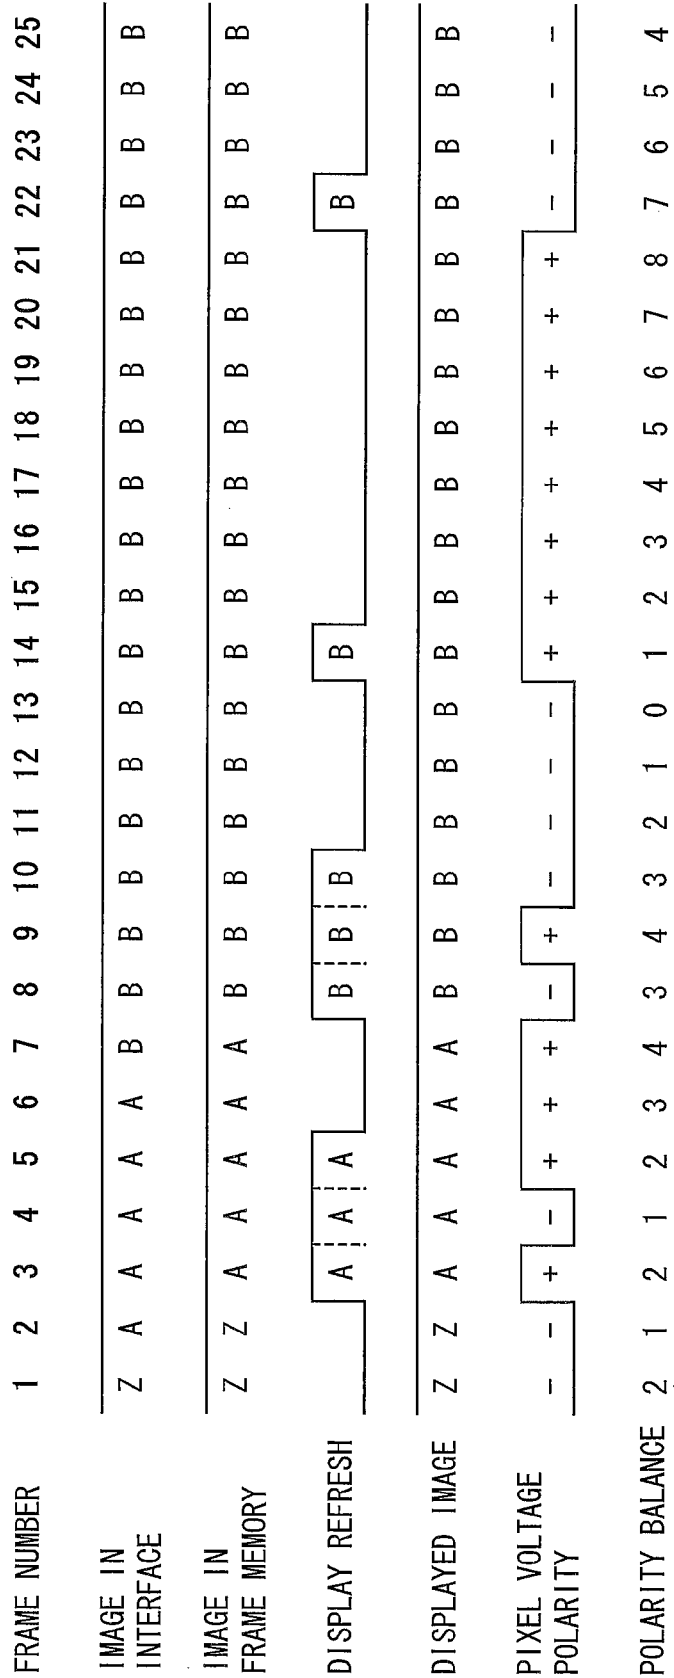 FRAME NUMBER 1 2 3 4 5 6 7 8 9 10 11 12 13 14 15 16 17 18 19 20 21 22 23 24 25
IMAGE IN
INTERFACE Z A A A A A B B B B B B B B B B B B B B B B B B B
IMAGE IN
FRAME MEMORY Z Z A A A A A B B B B B B B B B B B B B B B B B B
DISPLAY REFRESH A A A B B B B B
DISPLAYED IMAGE Z Z A A A A A B B B B B B B B B B B B B B B B B B
PIXEL VOLTAGE
POLARITY - - + - + + + - + - - - - + + + + + + + + - - - -
POLARITY BALANCE 2 1 2 1 2 3 4 3 4 3 2 1 0 1 2 3 4 5 6 7 8 7 6 5 4